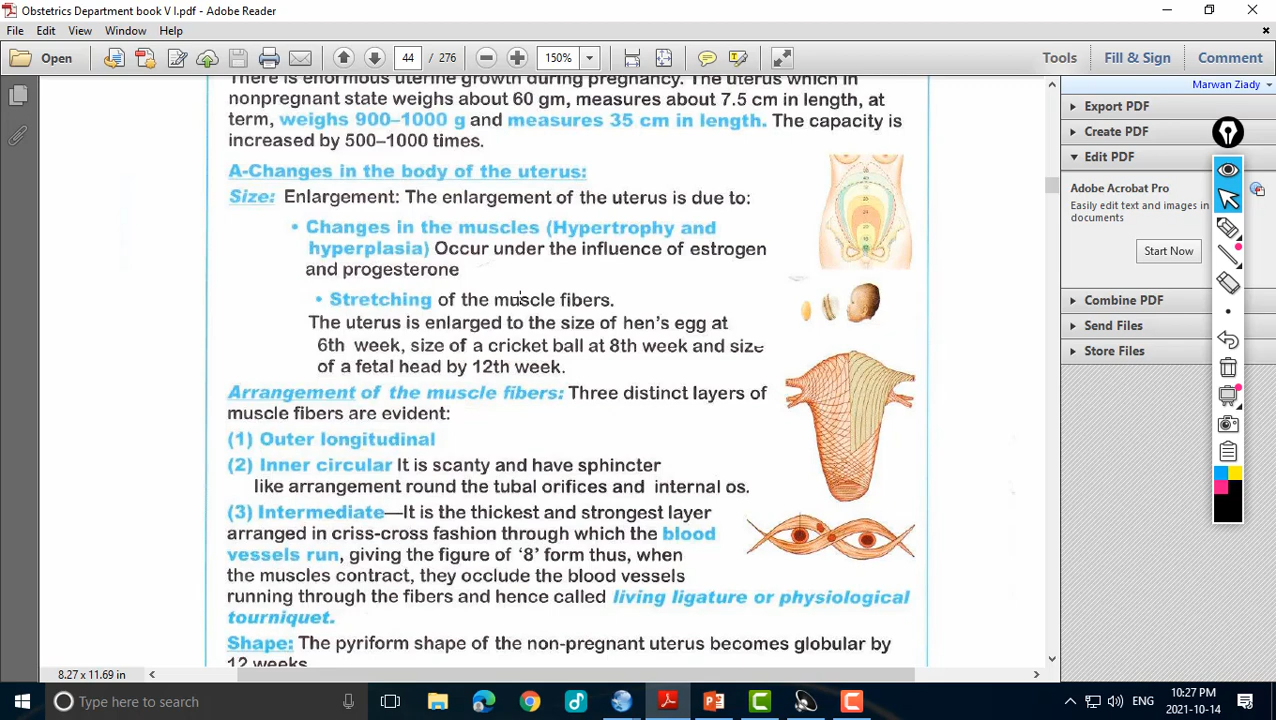 Obstetrics Department book V I.pdf - Adobe Reader
File Edit View Window Help
Open 44 / 276 150% Tools Fill & Sign Comment
There is enormous uterine growth during pregnancy. The uterus which in
nonpregnant state weighs about 60 gm, measures about 7.5 cm in length, at
term, weighs 900–1000 g and measures 35 cm in length. The capacity is
increased by 500–1000 times.
A-Changes in the body of the uterus:
Size: Enlargement: The enlargement of the uterus is due to:
• Changes in the muscles (Hypertrophy and
hyperplasia) Occur under the influence of estrogen
and progesterone
• Stretching of the muscle fibers.
The uterus is enlarged to the size of hen's egg at
6th week, size of a cricket ball at 8th week and size
of a fetal head by 12th week.
Arrangement of the muscle fibers: Three distinct layers of
muscle fibers are evident:
(1) Outer longitudinal
(2) Inner circular It is scanty and have sphincter
like arrangement round the tubal orifices and internal os.
(3) Intermediate—It is the thickest and strongest layer
arranged in criss-cross fashion through which the blood
vessels run, giving the figure of ‘8’ form thus, when
the muscles contract, they occlude the blood vessels
running through the fibers and hence called living ligature or physiological
tourniquet.
Shape: The pyriform shape of the non-pregnant uterus becomes globular by
12 weeks
8.27 x 11.69 in
Marwan Ziady
Export PDF
Create PDF
Edit PDF
Adobe Acrobat Pro
Easily edit text and images in
documents
Start Now
Combine PDF
Send Files
Store Files
Type here to search
ENG
10:27 PM
2021-10-14